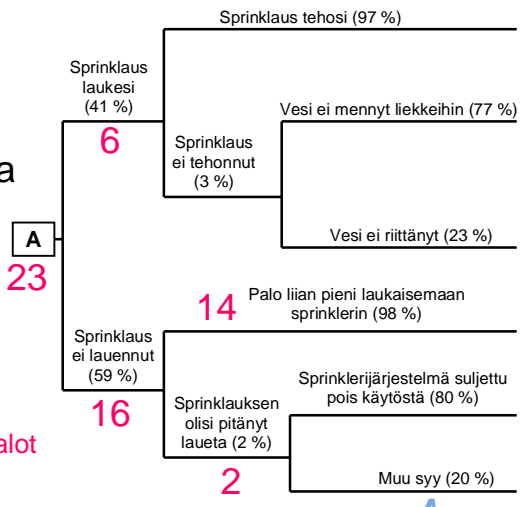 Sprinklaus tehosi (97 %)
Sprinklaus
laukesi
(41 %)
6
Vesi ei mennyt liekkeihin (77 %)
Sprinklaus
ei tehonnut
(3 %)
a
A
23
Vesi ei riittänyt (23 %)
14
Palo liian pieni laukaisemaan
sprinklerin (98 %)
Sprinklaus
ei lauennut
(59 %)
16
Sprinklerijärjestelmä suljettu
pois käytöstä (80 %)
Sprinklauksen
olisi pitänyt
laueta (2 %)
2
alot
Muu syy (20 %)